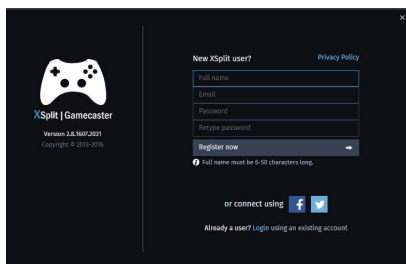 XSplit | Gamecaster
Version 2.8.1607.2031
Copyright © 2013-2016
New XSplit user?
Privacy Policy
Full name
Email
Password
Retype password
Register now
Full name must be 6-50 characters long.
or connect using
Already a user? Login using an existing account